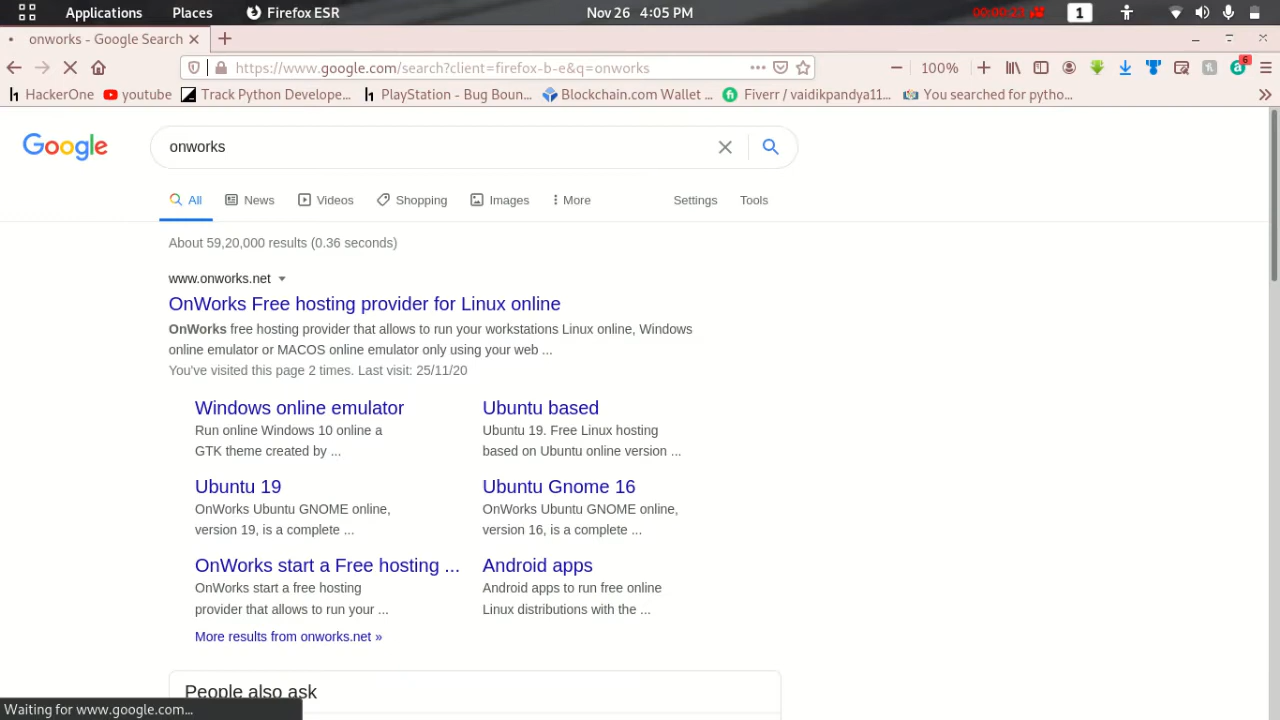 Applications Places Firefox ESR Nov 26 4:05 PM 00:00:23 1
onworks - Google Search
https://www.google.com/search?client=firefox-b-e&q=onworks 100% 6
HackerOne youtube Track Python Develope... PlayStation - Bug Boun... Blockchain.com Wallet ... Fiverr / vaidikpandya11... You searched for pytho...
Google onworks
All News Videos Shopping Images More Settings Tools
About 59,20,000 results (0.36 seconds)
www.onworks.net
OnWorks Free hosting provider for Linux online
OnWorks free hosting provider that allows to run your workstations Linux online, Windows
online emulator or MACOS online emulator only using your web ...
You've visited this page 2 times. Last visit: 25/11/20
Windows online emulator
Run online Windows 10 online a
GTK theme created by ...
Ubuntu based
Ubuntu 19. Free Linux hosting
based on Ubuntu online version ...
Ubuntu 19
OnWorks Ubuntu GNOME online,
version 19, is a complete ...
Ubuntu Gnome 16
OnWorks Ubuntu GNOME online,
version 16, is a complete ...
OnWorks start a Free hosting ...
OnWorks start a free hosting
provider that allows to run your ...
Android apps
Android apps to run free online
Linux distributions with the ...
More results from onworks.net »
People also ask
Waiting for www.google.com...